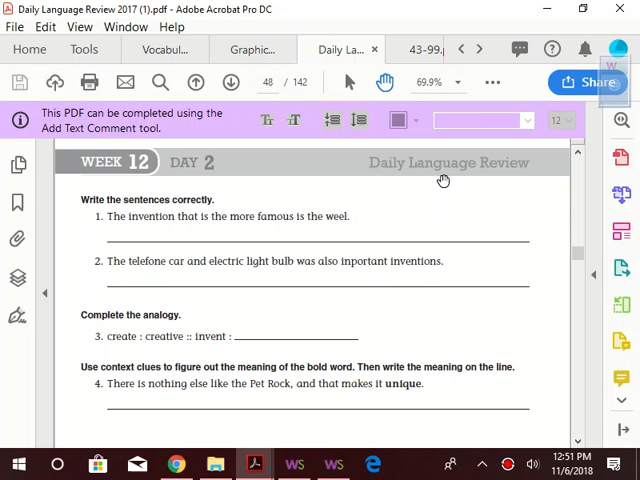 Daily Language Review 2017 (1).pdf - Adobe Acrobat Pro DC
File Edit View Window Help
Home Tools Vocabul... Graphic... Daily La... × 43-99.p
48 / 142 69.9% Share
This PDF can be completed using the
Add Text Comment tool.
12
WEEK 12 DAY 2 Daily Language Review
Write the sentences correctly.
1. The invention that is the more famous is the weel.
2. The telefone car and electric light bulb was also inportant inventions.
Complete the analogy.
3. create : creative :: invent :
Use context clues to figure out the meaning of the bold word. Then write the meaning on the line.
4. There is nothing else like the Pet Rock, and that makes it unique.
12:51 PM
11/6/2018